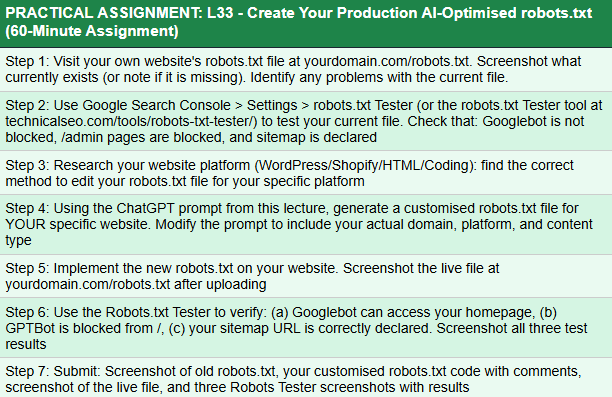 PRACTICAL ASSIGNMENT: L33 - Create Your Production AI-Optimised robots.txt
(60-Minute Assignment)
Step 1: Visit your own website's robots.txt file at yourdomain.com/robots.txt. Screenshot what
currently exists (or note if it is missing). Identify any problems with the current file.
Step 2: Use Google Search Console > Settings > robots.txt Tester (or the robots.txt Tester tool at
technicalseo.com/tools/robots-txt-tester/) to test your current file. Check that: Googlebot is not
blocked, /admin pages are blocked, and sitemap is declared
Step 3: Research your website platform (WordPress/Shopify/HTML/Coding): find the correct
method to edit your robots.txt file for your specific platform
Step 4: Using the ChatGPT prompt from this lecture, generate a customised robots.txt file for
YOUR specific website. Modify the prompt to include your actual domain, platform, and content
type
Step 5: Implement the new robots.txt on your website. Screenshot the live file at
yourdomain.com/robots.txt after uploading
Step 6: Use the Robots.txt Tester to verify: (a) Googlebot can access your homepage, (b)
GPTBot is blocked from /, (c) your sitemap URL is correctly declared. Screenshot all three test
results
Step 7: Submit: Screenshot of old robots.txt, your customised robots.txt code with comments,
screenshot of the live file, and three Robots Tester screenshots with results